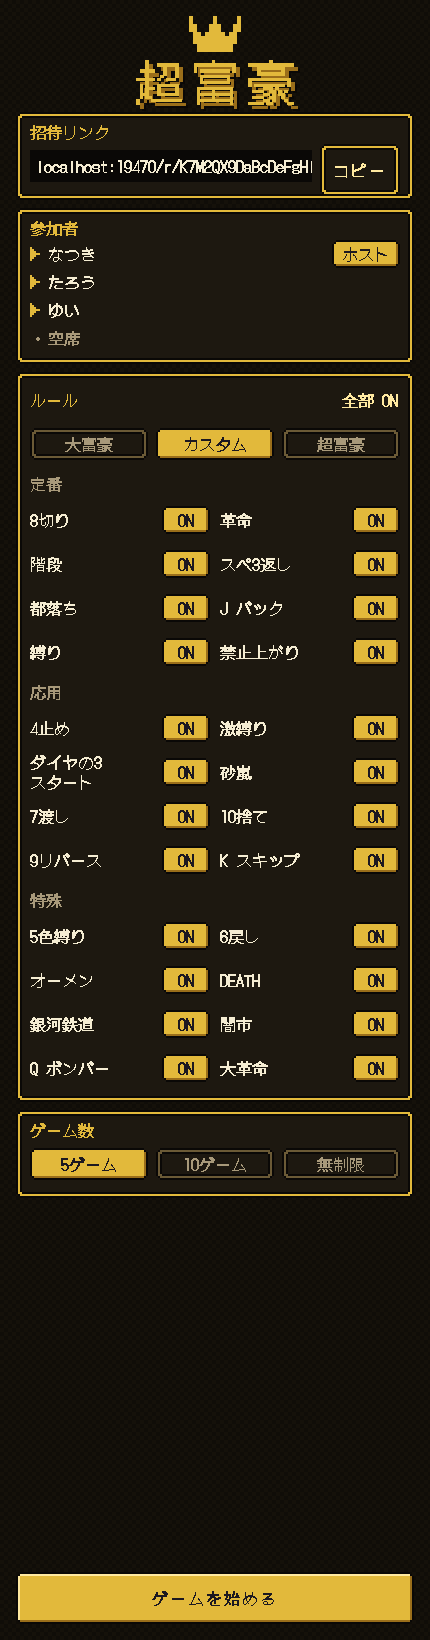 超富豪
招待リンク
localhost:19470/r/K7M2QX9DaBcDeFgH
コピー
参加者
なつき
ホスト
たろう
ゆい
・空席
ルール
全部 ON
大富豪
カスタム
超富豪
定番
8切り ON
革命 ON
階段 ON
スペ3返し ON
都落ち ON
J バック ON
縛り ON
禁止上がり ON
応用
4止め ON
激縛り ON
ダイヤの3
スタート ON
砂嵐 ON
7渡し ON
10捨て ON
9リバース ON
K スキップ ON
特殊
5色縛り ON
6戻し ON
オーメン ON
DEATH ON
銀河鉄道 ON
闇市 ON
Q ボンバー ON
大革命 ON
ゲーム数
5ゲーム
10ゲーム
無制限
ゲームを始める